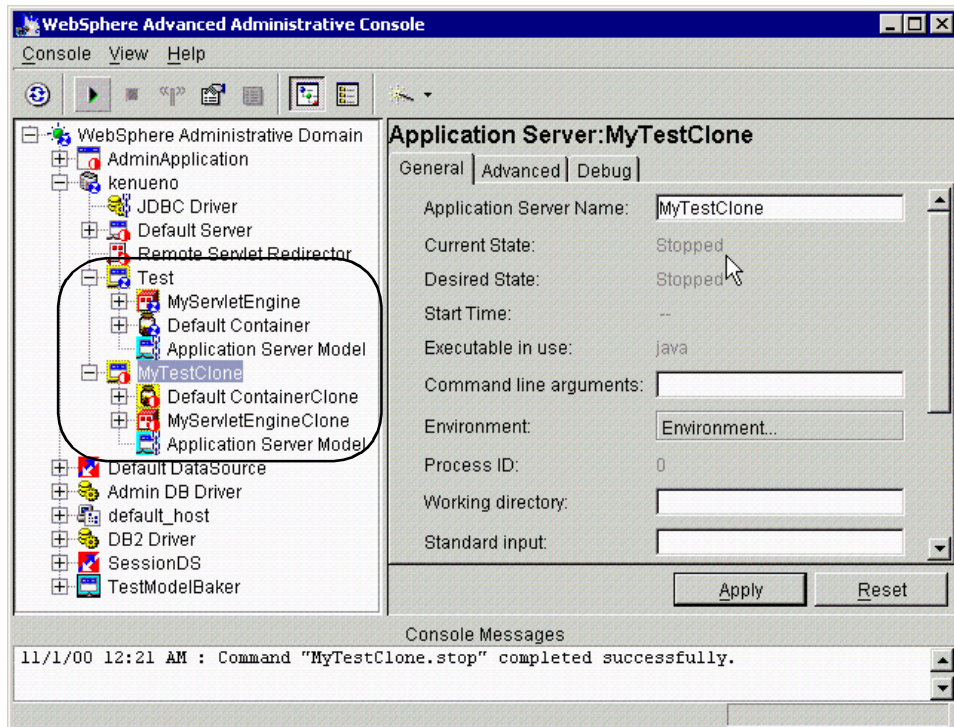 WebSphere Advanced Administrative Console
Console View Help
WebSphere Administrative Domain
AdminApplication
kenueno
JDBC Driver
Default Server
Remote Servlet Redirector
Test
MyServletEngine
Default Container
Application Server Model
MyTestClone
Default ContainerClone
MyServletEngineClone
Application Server Model
Default DataSource
Admin DB Driver
default_host
DB2 Driver
SessionDS
TestModelBaker
Application Server:MyTestClone
General Advanced Debug
Application Server Name: MyTestClone
Current State: Stopped
Desired State: Stopped
Start Time: --
Executable in use: java
Command line arguments:
Environment: Environment...
Process ID: 0
Working directory:
Standard input:
Apply Reset
Console Messages
11/1/00 12:21 AM : Command "MyTestClone.stop" completed successfully.